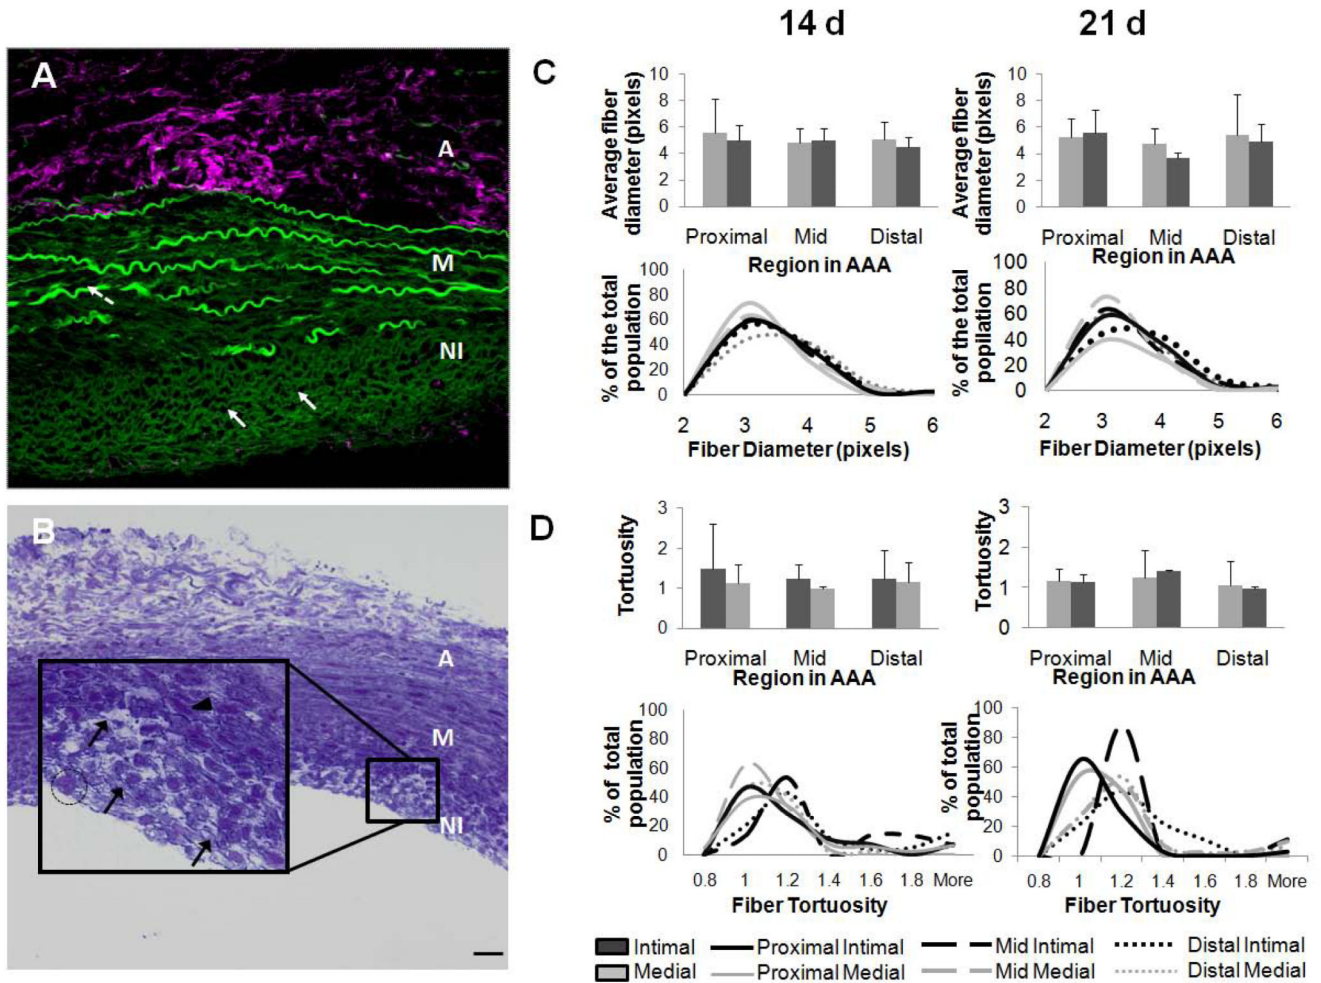 14 d
21 d
A
A
M
NI
B
A
M
NI
C
Average fiber
diameter (pixels)
10
8
6
4
2
0
Proximal Mid Distal
Region in AAA
Average fiber
diameter (pixels)
10
8
6
4
2
0
Proximal Mid Distal
Region in AAA
% of the total
population
100
80
60
40
20
0
2 3 4 5 6
Fiber Diameter (pixels)
% of the total
popilation
100
80
60
40
20
0
2 3 4 5 6
Fiber Diameter (pixels)
D
Tortuosity
3
2
1
0
Proximal Mid Distal
Region in AAA
Tortuosity
3
2
1
0
Proximal Mid Distal
Region in AAA
% of total
population
100
80
60
40
20
0
0.8 1 1.2 1.4 1.6 1.8 More
Fiber Tortuosity
% of total
population
100
80
60
40
20
0
0.8 1 1.2 1.4 1.6 1.8 More
Fiber Tortuosity
Intimal Proximal Intimal Mid Intimal Distal Intimal
Medial Proximal Medial Mid Medial Distal Medial